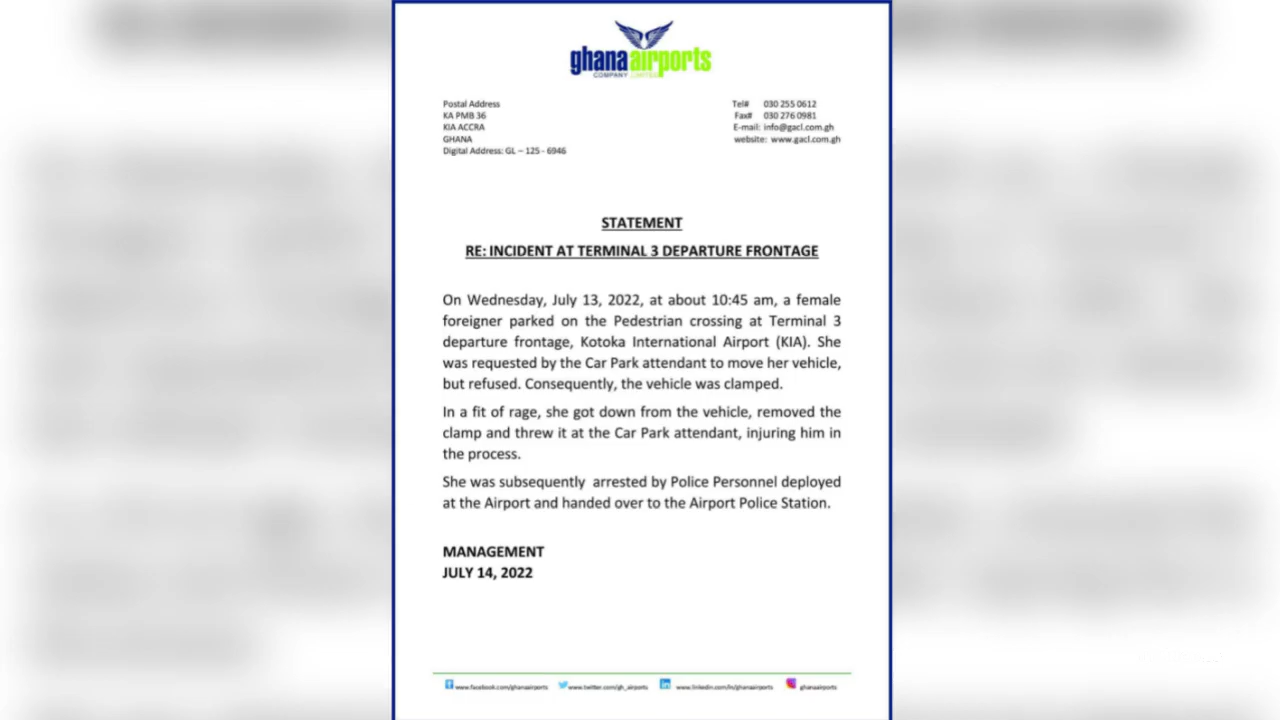 ghanaairports
COMPANY LIMITED
Postal Address
KA PMB 36
KIA ACCRA
GHANA
Digital Address: GL – 125 - 6946
Tel# 030 255 0612
Fax# 030 276 0981
E-mail: info@gacl.com.gh
website: www.gacl.com.gh
STATEMENT
RE: INCIDENT AT TERMINAL 3 DEPARTURE FRONTAGE
On Wednesday, July 13, 2022, at about 10:45 am, a female
foreigner parked on the Pedestrian crossing at Terminal 3
departure frontage, Kotoka International Airport (KIA). She
was requested by the Car Park attendant to move her vehicle,
but refused. Consequently, the vehicle was clamped.
In a fit of rage, she got down from the vehicle, removed the
clamp and threw it at the Car Park attendant, injuring him in
the process.
She was subsequently arrested by Police Personnel deployed
at the Airport and handed over to the Airport Police Station.
MANAGEMENT
JULY 14, 2022
www.facebook.com/ghanaairports www.twitter.com/gh_airports www.linkedin.com/in/ghanaairports ghanaairports